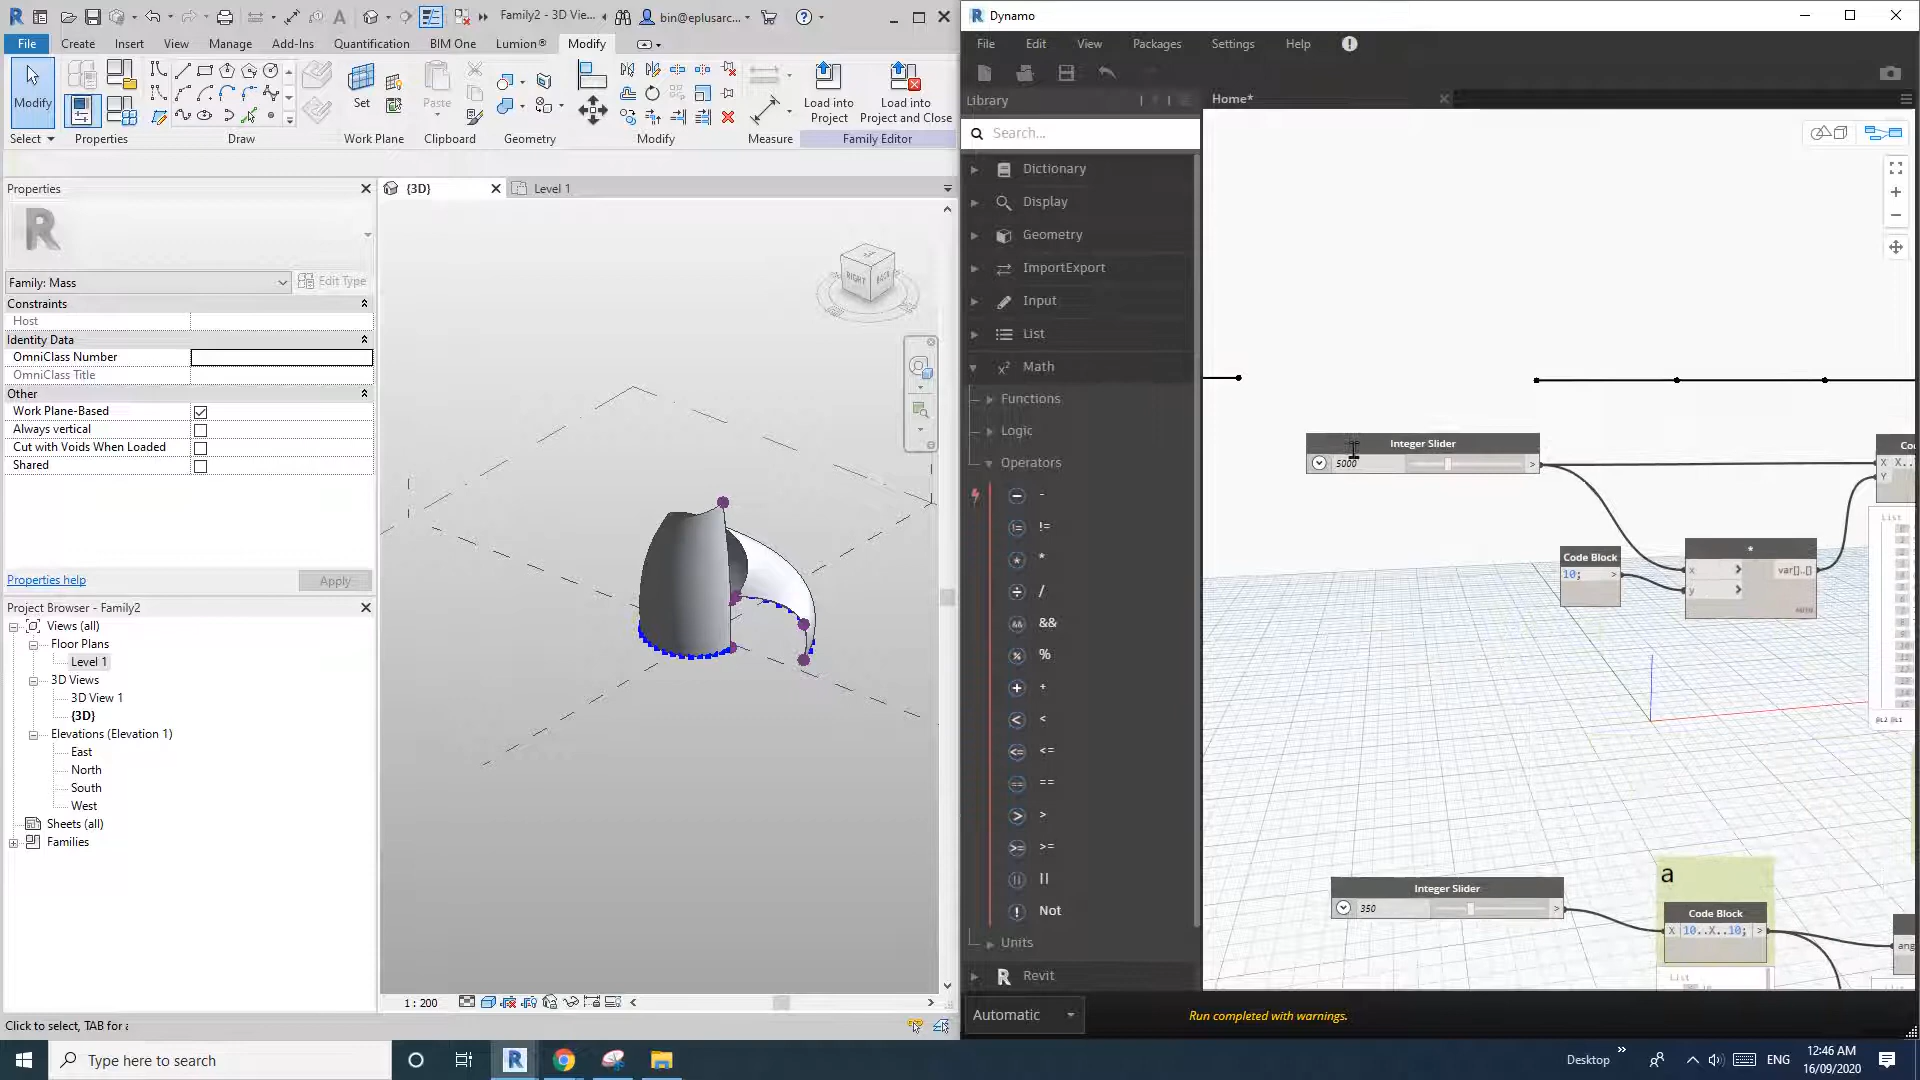 Family2 - 3D Vie...
bin@eplusarc...
File Create Insert View Manage Add-Ins Quantification BIM One Lumion® Modify
Modify
Set
Paste
Load into Project
Load into Project and Close
Select Properties Draw Work Plane Clipboard Geometry Modify Measure Family Editor
Properties
{3D}
Level 1
Family: Mass
Edit Type
Constraints
Host
Identity Data
OmniClass Number
OmniClass Title
Other
Work Plane-Based
Always vertical
Cut with Voids When Loaded
Shared
RIGHT
Properties help
Apply
Project Browser - Family2
Views (all)
Floor Plans
Level 1
3D Views
3D View 1
{3D}
Elevations (Elevation 1)
East
North
South
West
Sheets (all)
Families
1 : 200
Click to select, TAB for a
Dynamo
File Edit View Packages Settings Help
Library
Home*
Search...
Dictionary
Display
Geometry
ImportExport
Input
List
Math
Functions
Logic
Operators
-
!=
*
/
&&
%
+
<
<=
==
>
>=
||
Not
Units
Revit
Integer Slider
5000
>
Code Block
10;
>
*
x
y
var[]..[]
AUTO
Co
X X..
Y
List
@L2 @L1
Integer Slider
350
>
a
Code Block
X 10..X..10; >
List
ang
Automatic
Run completed with warnings.
Type here to search
Desktop
ENG
12:46 AM
16/09/2020